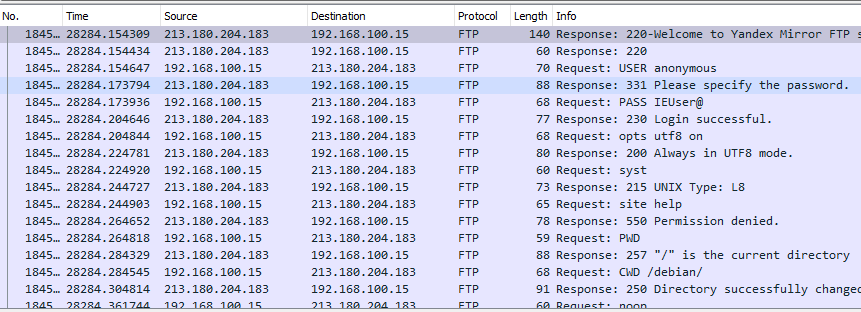 No. Time Source Destination Protocol Length Info
1845… 28284.154309 213.180.204.183 192.168.100.15 FTP 140 Response: 220-Welcome to Yandex Mirror FTP s
1845… 28284.154434 213.180.204.183 192.168.100.15 FTP 60 Response: 220
1845… 28284.154647 192.168.100.15 213.180.204.183 FTP 70 Request: USER anonymous
1845… 28284.173794 213.180.204.183 192.168.100.15 FTP 88 Response: 331 Please specify the password.
1845… 28284.173936 192.168.100.15 213.180.204.183 FTP 68 Request: PASS IEUser@
1845… 28284.204646 213.180.204.183 192.168.100.15 FTP 77 Response: 230 Login successful.
1845… 28284.204844 192.168.100.15 213.180.204.183 FTP 68 Request: opts utf8 on
1845… 28284.224781 213.180.204.183 192.168.100.15 FTP 80 Response: 200 Always in UTF8 mode.
1845… 28284.224920 192.168.100.15 213.180.204.183 FTP 60 Request: syst
1845… 28284.244727 213.180.204.183 192.168.100.15 FTP 73 Response: 215 UNIX Type: L8
1845… 28284.244903 192.168.100.15 213.180.204.183 FTP 65 Request: site help
1845… 28284.264652 213.180.204.183 192.168.100.15 FTP 78 Response: 550 Permission denied.
1845… 28284.264818 192.168.100.15 213.180.204.183 FTP 59 Request: PWD
1845… 28284.284329 213.180.204.183 192.168.100.15 FTP 88 Response: 257 "/" is the current directory
1845… 28284.284545 192.168.100.15 213.180.204.183 FTP 68 Request: CWD /debian/
1845… 28284.304814 213.180.204.183 192.168.100.15 FTP 91 Response: 250 Directory successfully changed
1845… 28284.361744 192.168.100.15 213.180.204.183 FTP 60 Request: noop